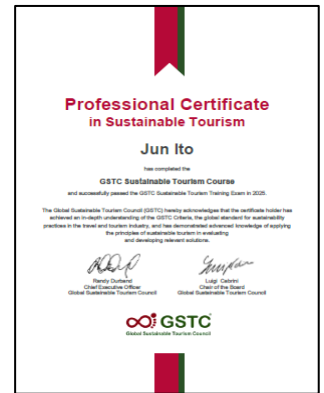 Professional Certificate
in Sustainable Tourism
Jun Ito
has completed the
GSTC Sustainable Tourism Course
and successfully passed the GSTC Sustainable Tourism Training Exam in 2025.
The Global Sustainable Tourism Council (GSTC) hereby acknowledges that the certificate holder has
achieved an in-depth understanding of the GSTC Criteria, the global standard for sustainability
practices in the travel and tourism industry, and has demonstrated advanced knowledge of applying
the principles of sustainable tourism in evaluating
and developing relevant solutions.
Randy Durband
Chief Executive Officer
Global Sustainable Tourism Council
Luigi Cabrini
Chair of the Board
Global Sustainable Tourism Council
GSTC
Global Sustainable Tourism Council